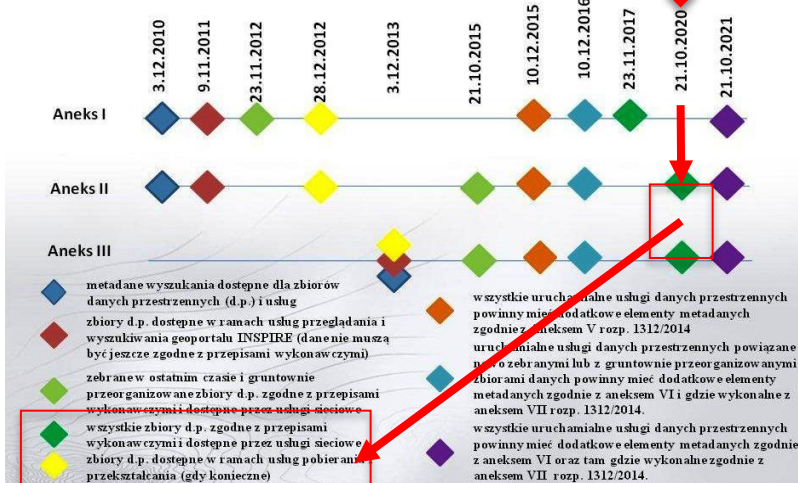 3.12.2010
9.11.2011
23.11.2012
28.12.2012
3.12.2013
21.10.2015
10.12.2015
10.12.2016
23.11.2017
21.10.2020
21.10.2021
Aneks I
Aneks II
Aneks III
metadane wyszukania dostępne dla zbiorów
danych przestrzennych (d.p.) i usług
zbiory d.p. dostępne w ramach usług przeglądania i
wyszukiwania geoportalu INSPIRE (dane nie muszą
być jeszcze zgodne z przepisami wykonawczymi)
zebrane w ostatnim czasie i gruntownie
przeorganizowane zbiory d.p. zgodne z przepisami
wykonawczymi i dostępne przez usługi sieciowe
wszystkie zbiory d.p. zgodne z przepisami
wykonawczymi i dostępne przez usługi sieciowe
zbiory d.p. dostępne w ramach usług pobierania i
przekształcania (gdy konieczne)
wszystkie uruchamialne usługi danych przestrzennych
powinny mieć dodatkowe elementy metadanych
zgodnie z aneksem V rozp. 1312/2014
uruchamialne usługi danych przestrzennych powiązane
nowo zebranymi lub z gruntownie przeorganizowanymi
zbiorami danych powinny mieć dodatkowe elementy
metadanych zgodnie z aneksem VI i gdzie wykonalne z
aneksem VII rozp. 1312/2014.
wszystkie uruchamialne usługi danych przestrzennych
powinny mieć dodatkowe elementy metadanych zgodnie
z aneksem VI oraz tam gdzie wykonalne zgodnie z
aneksem VII rozp. 1312/2014.